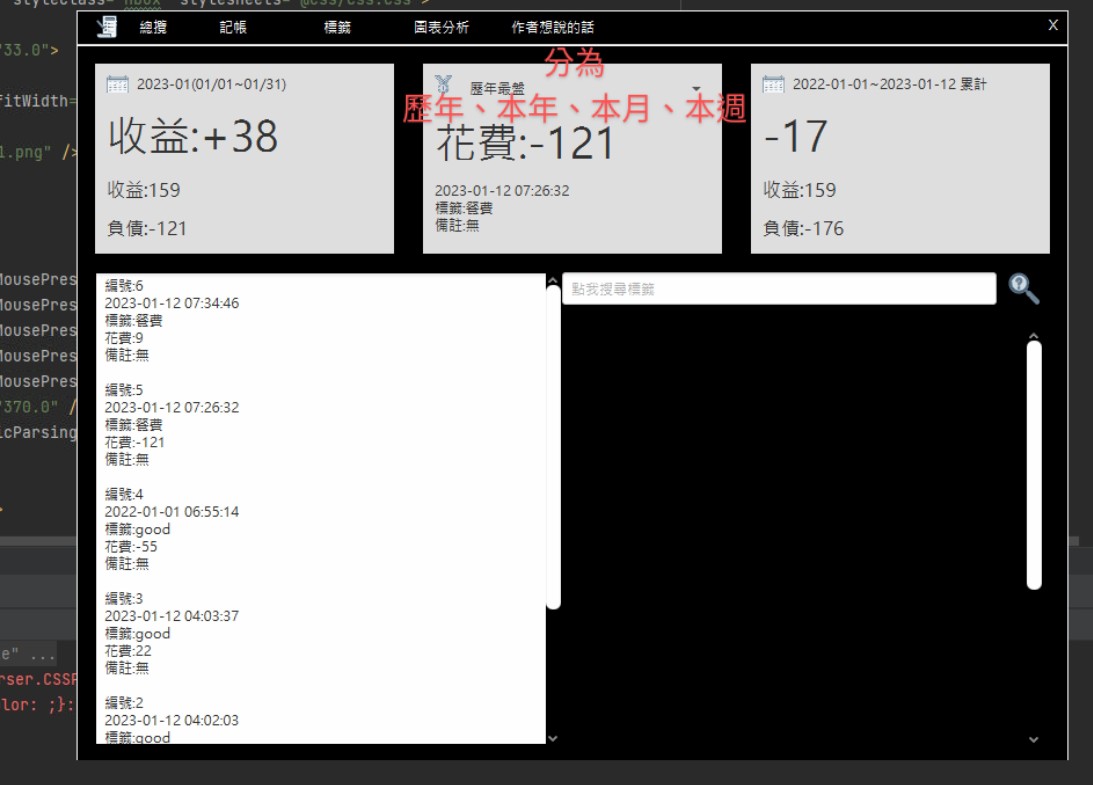 styleclass="hbox" stylesheets="@css/css.css">
"33.0">
fitWidth=
1.png" />
MousePres
MousePres
MousePres
MousePres
MousePres
"370.0" /
icParsing
e" ...
rser.CSSP
lor: ;}:
總攬 記帳 標籤 圖表分析 作者想說的話 X
分為
歷年、本年、本月、本週
2023-01(01/01~01/31)
收益:+38
收益:159
負債:-121
歷年最盤
花費:-121
2023-01-12 07:26:32
標籤:餐費
備註:無
2022-01-01~2023-01-12 累計
-17
收益:159
負債:-176
編號:6
2023-01-12 07:34:46
標籤:餐費
花費:9
備註:無
編號:5
2023-01-12 07:26:32
標籤:餐費
花費:-121
備註:無
編號:4
2022-01-01 06:55:14
標籤:good
花費:-55
備註:無
編號:3
2023-01-12 04:03:37
標籤:good
花費:22
備註:無
編號:2
2023-01-12 04:02:03
標籤:good
點我搜尋標籤